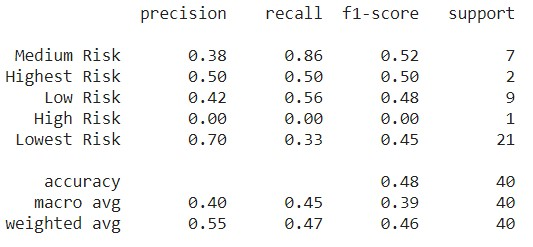 precision recall f1-score support
Medium Risk 0.38 0.86 0.52 7
Highest Risk 0.50 0.50 0.50 2
Low Risk 0.42 0.56 0.48 9
High Risk 0.00 0.00 0.00 1
Lowest Risk 0.70 0.33 0.45 21
accuracy 0.48 40
macro avg 0.40 0.45 0.39 40
weighted avg 0.55 0.47 0.46 40